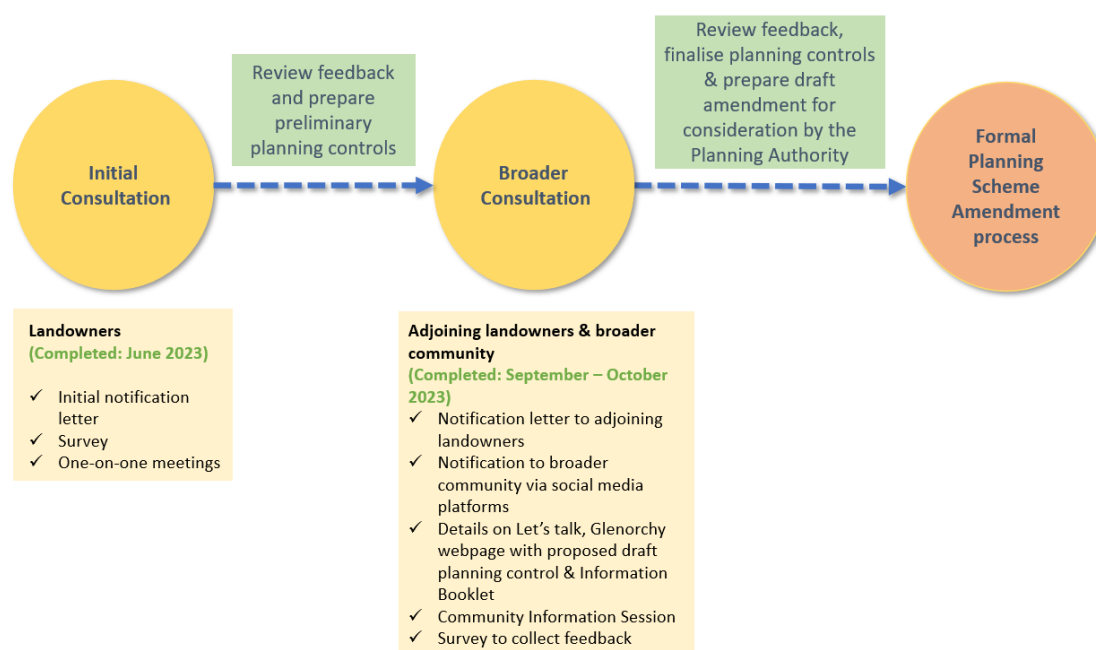 Review feedback
and prepare
preliminary
planning controls
Review feedback,
finalise planning controls
& prepare draft
amendment for
consideration by the
Planning Authority
Initial
Consultation
Broader
Consultation
Formal
Planning
Scheme
Amendment
process
Landowners
(Completed: June 2023)
✓ Initial notification
letter
✓ Survey
✓ One-on-one meetings
Adjoining landowners & broader
community
(Completed: September – October
2023)
✓ Notification letter to adjoining
landowners
✓ Notification to broader
community via social media
platforms
✓ Details on Let’s talk, Glenorchy
webpage with proposed draft
planning control & Information
Booklet
✓ Community Information Session
✓ Survey to collect feedback